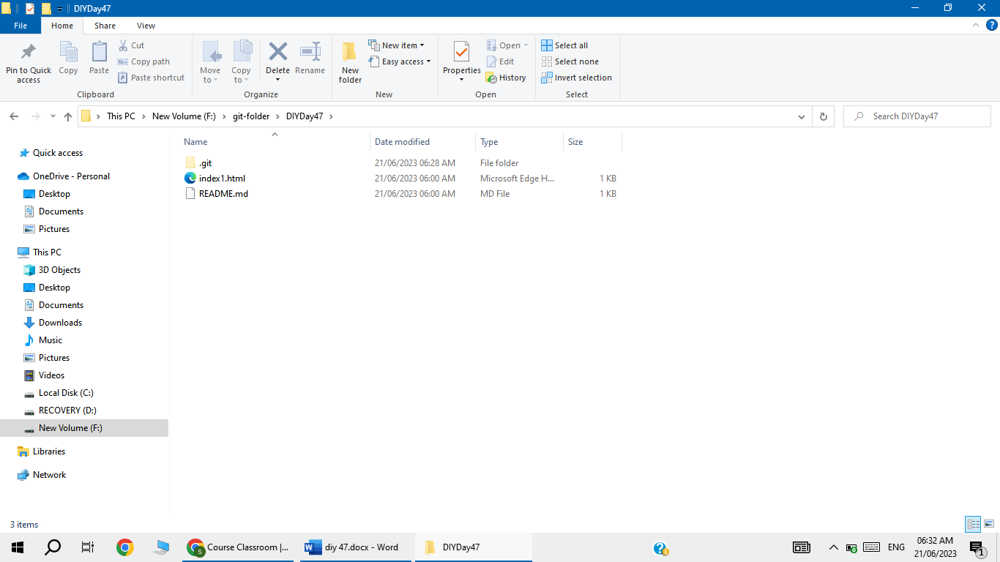 DIYDay47
File Home Share View
Pin to Quick access
Copy
Paste
Cut
Copy path
Paste shortcut
Clipboard
Move to
Copy to
Delete
Rename
Organize
New folder
New item
Easy access
New
Properties
Open
Edit
History
Open
Select all
Select none
Invert selection
Select
This PC New Volume (F:) git-folder DIYDay47
Search DIYDay47
Name Date modified Type Size
.git 21/06/2023 06:28 AM File folder
index1.html 21/06/2023 06:00 AM Microsoft Edge H... 1 KB
README.md 21/06/2023 06:00 AM MD File 1 KB
Quick access
OneDrive - Personal
Desktop
Documents
Pictures
This PC
3D Objects
Desktop
Documents
Downloads
Music
Pictures
Videos
Local Disk (C:)
RECOVERY (D:)
New Volume (F:)
Libraries
Network
3 items
S Course Classroom |... diy 47.docx - Word DIYDay47
ENG
06:32 AM
21/06/2023
1